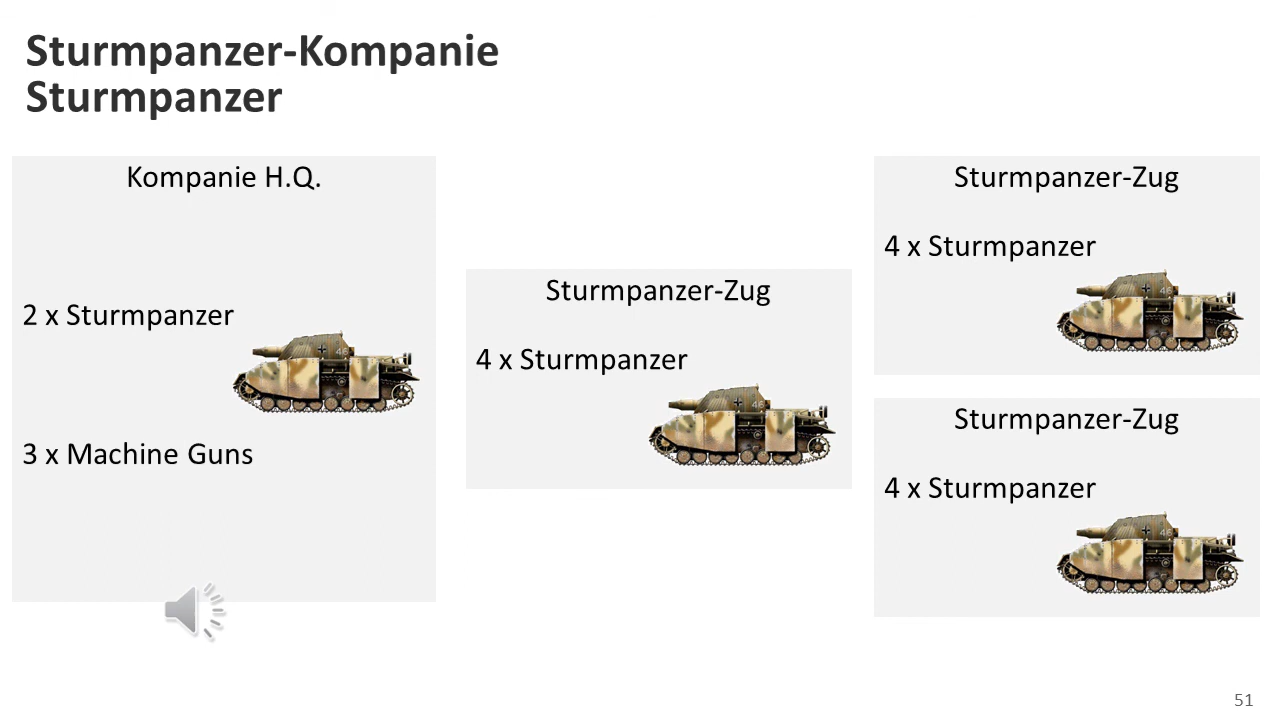 Sturmpanzer-Kompanie
Sturmpanzer
Kompanie H.Q.
2 x Sturmpanzer
3 x Machine Guns
Sturmpanzer-Zug
4 x Sturmpanzer
Sturmpanzer-Zug
4 x Sturmpanzer
Sturmpanzer-Zug
4 x Sturmpanzer
51